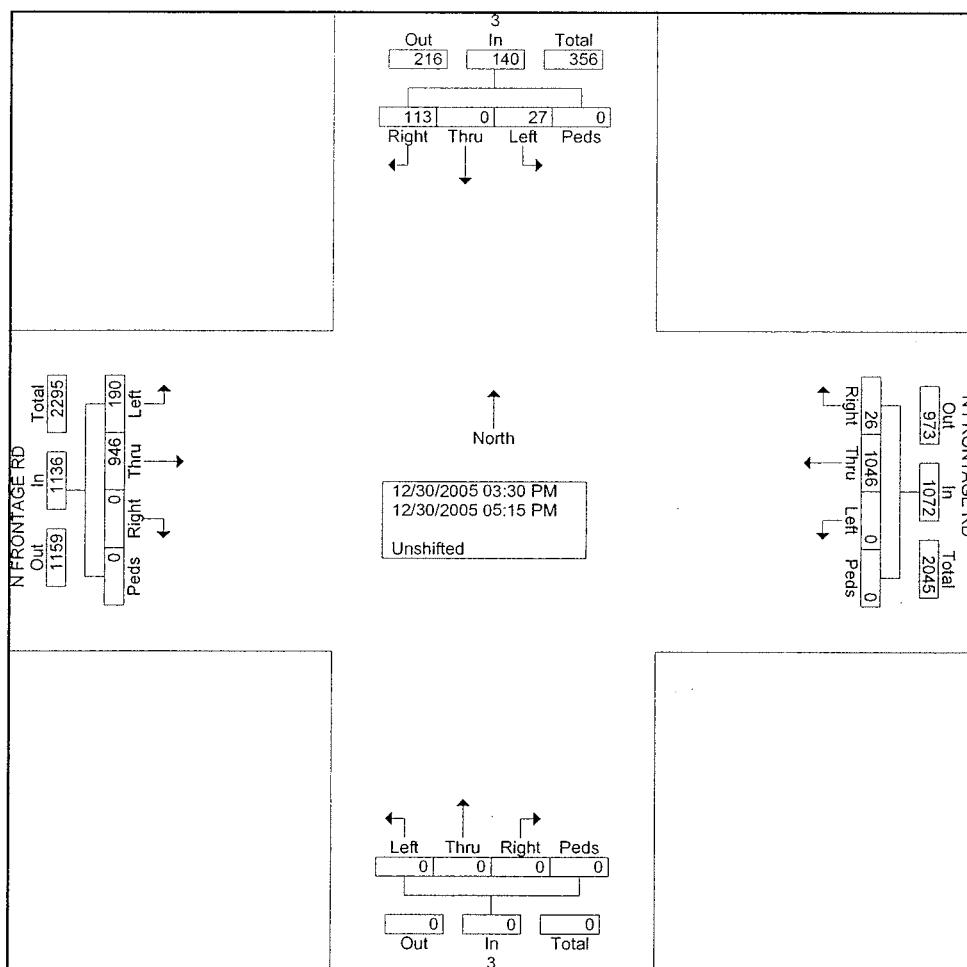 3
Out In Total
216 140 356
113 0 27 0
Right Thru Left Peds
N FRONTAGE RD
Total In Out
2295 1136 1159
190 946 0 0
Left Thru Right Peds
North
12/30/2005 03:30 PM
12/30/2005 05:15 PM
Unshifted
Right Thru Left Peds
26 1046 0 0
973 1072 2045
Out In Total
N FRONTAGE RD
Left Thru Right Peds
0 0 0 0
0 0 0
Out In Total
3